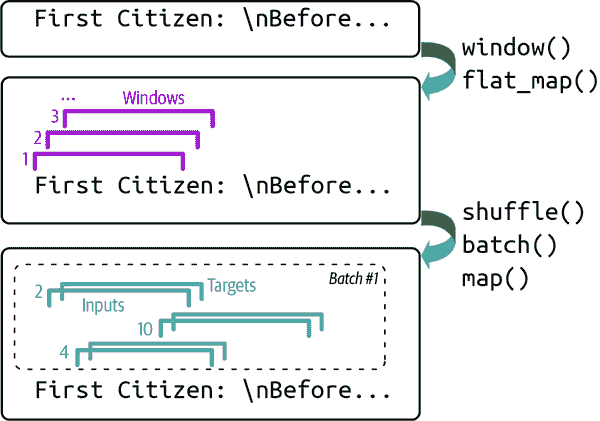 First Citizen: \nBefore...
window()
flat_map()
... Windows
3
2
1
First Citizen: \nBefore...
shuffle()
batch()
map()
Batch #1
2 Targets
Inputs
10
4
First Citizen: \nBefore...